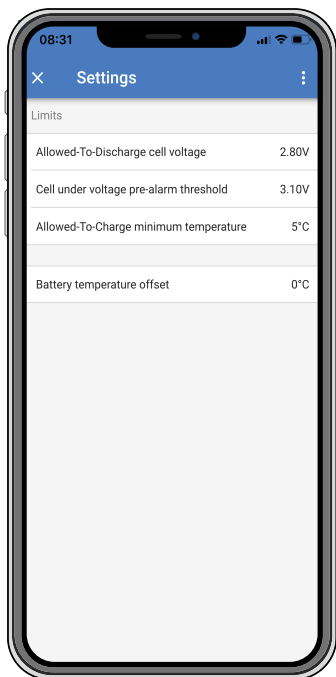 08:31
Settings
Limits
Allowed-To-Discharge cell voltage 2.80V
Cell under voltage pre-alarm threshold 3.10V
Allowed-To-Charge minimum temperature 5°C
Battery temperature offset 0°C